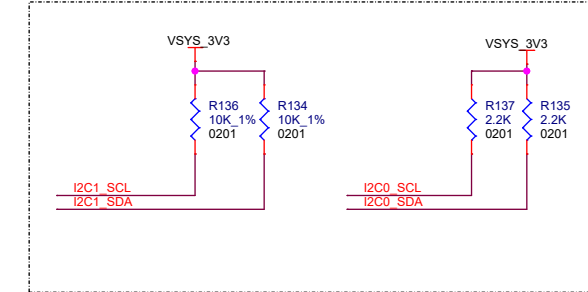 VSYS_3V3
R136
10K_1%
0201
R134
10K_1%
0201
I2C1_SCL
I2C1_SDA
VSYS_3V3
R137
2.2K
0201
R135
2.2K
0201
I2C0_SCL
I2C0_SDA